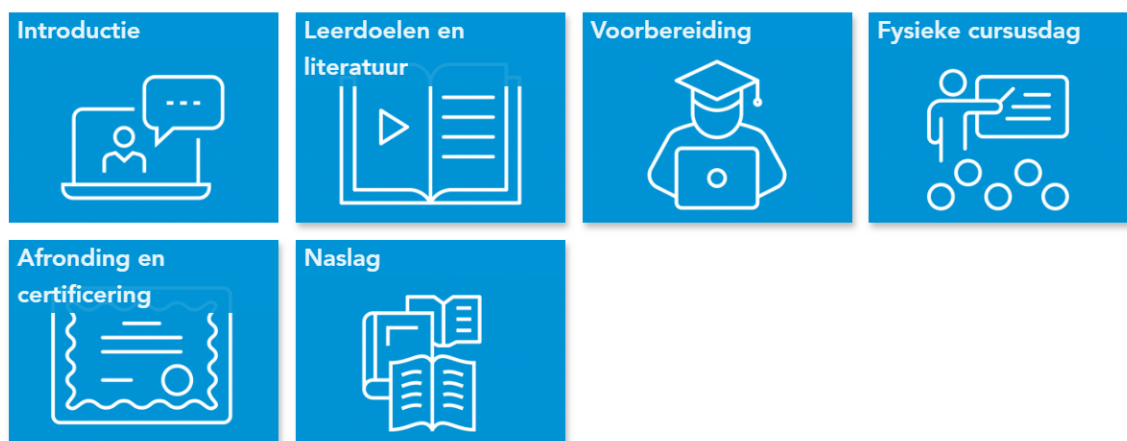 Introductie
Leerdoelen en
literatuur
Voorbereiding
Fysieke cursusdag
Afronding en
certificering
Naslag